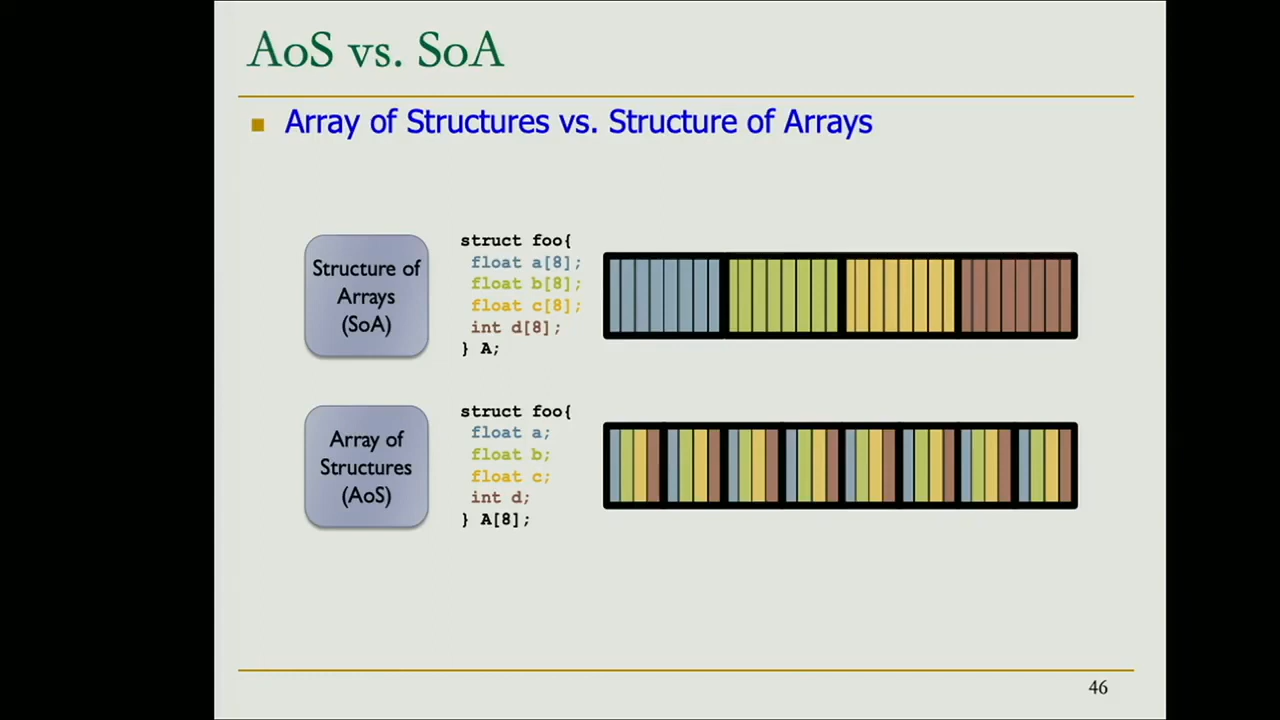 AoS vs. SoA
Array of Structures vs. Structure of Arrays
Structure of
Arrays
(SoA)
struct foo{
float a[8];
float b[8];
float c[8];
int d[8];
} A;
Array of
Structures
(AoS)
struct foo{
float a;
float b;
float c;
int d;
} A[8];
46